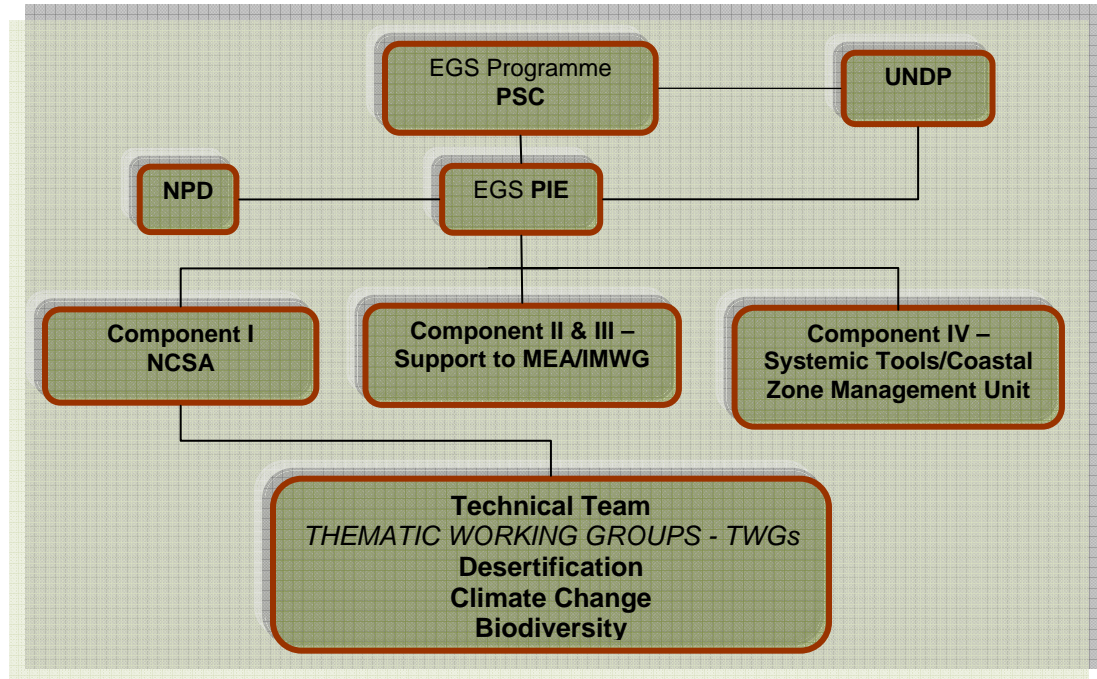 EGS Programme
PSC
UNDP
NPD
EGS PIE
Component I
NCSA
Component II & III –
Support to MEA/IMWG
Component IV –
Systemic Tools/Coastal
Zone Management Unit
Technical Team
THEMATIC WORKING GROUPS - TWGs
Desertification
Climate Change
Biodiversity